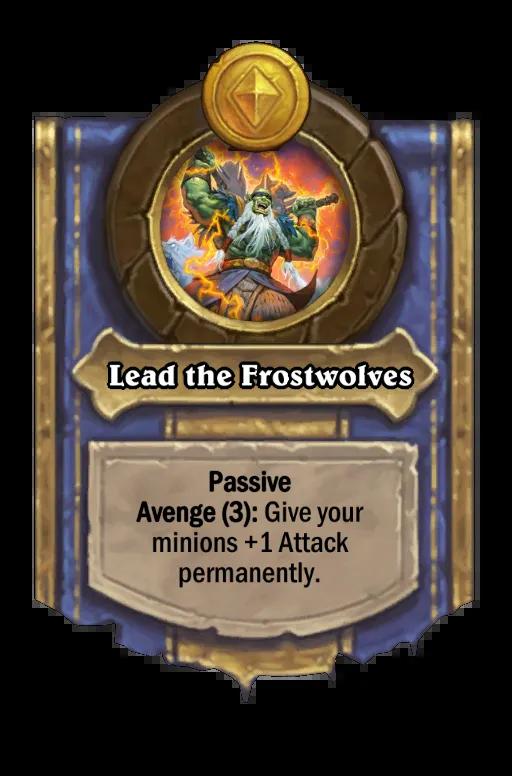 Lead the Frostwolves
Passive
Avenge (3): Give your
minions +1 Attack
permanently.